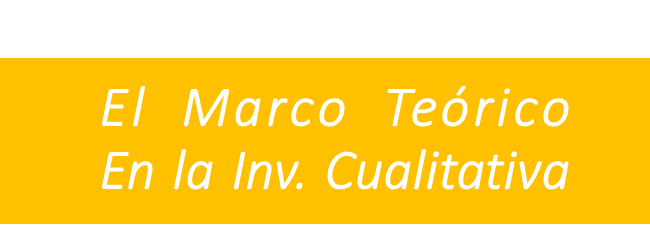 El Marco Teórico
En la Inv. Cualitativa